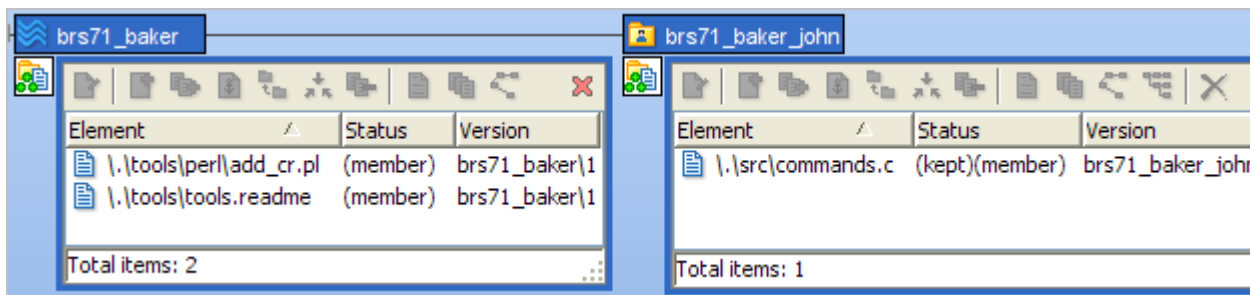 brs71_baker
Element Status Version
\.\tools\perl\add_cr.pl (member) brs71_baker\1
\.\tools\tools.readme (member) brs71_baker\1
Total items: 2
brs71_baker_john
Element Status Version
\.\src\commands.c (kept)(member) brs71_baker_john
Total items: 1